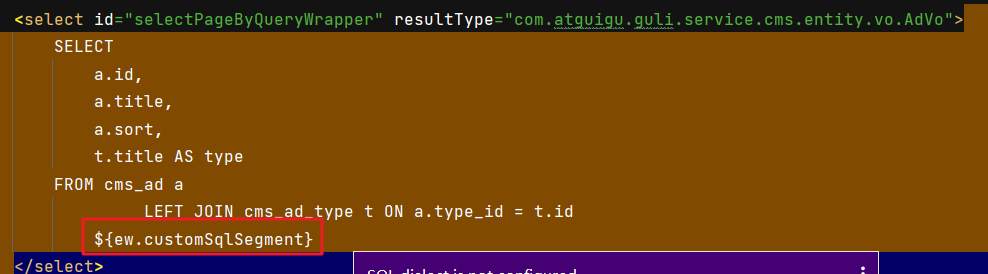 <select id="selectPageByQueryWrapper" resultType="com.atguigu.guli.service.cms.entity.vo.AdVo">
SELECT
a.id,
a.title,
a.sort,
t.title AS type
FROM cms_ad a
LEFT JOIN cms_ad_type t ON a.type_id = t.id
${ew.customSqlSegment}
</select>
SQL dialect is not configured